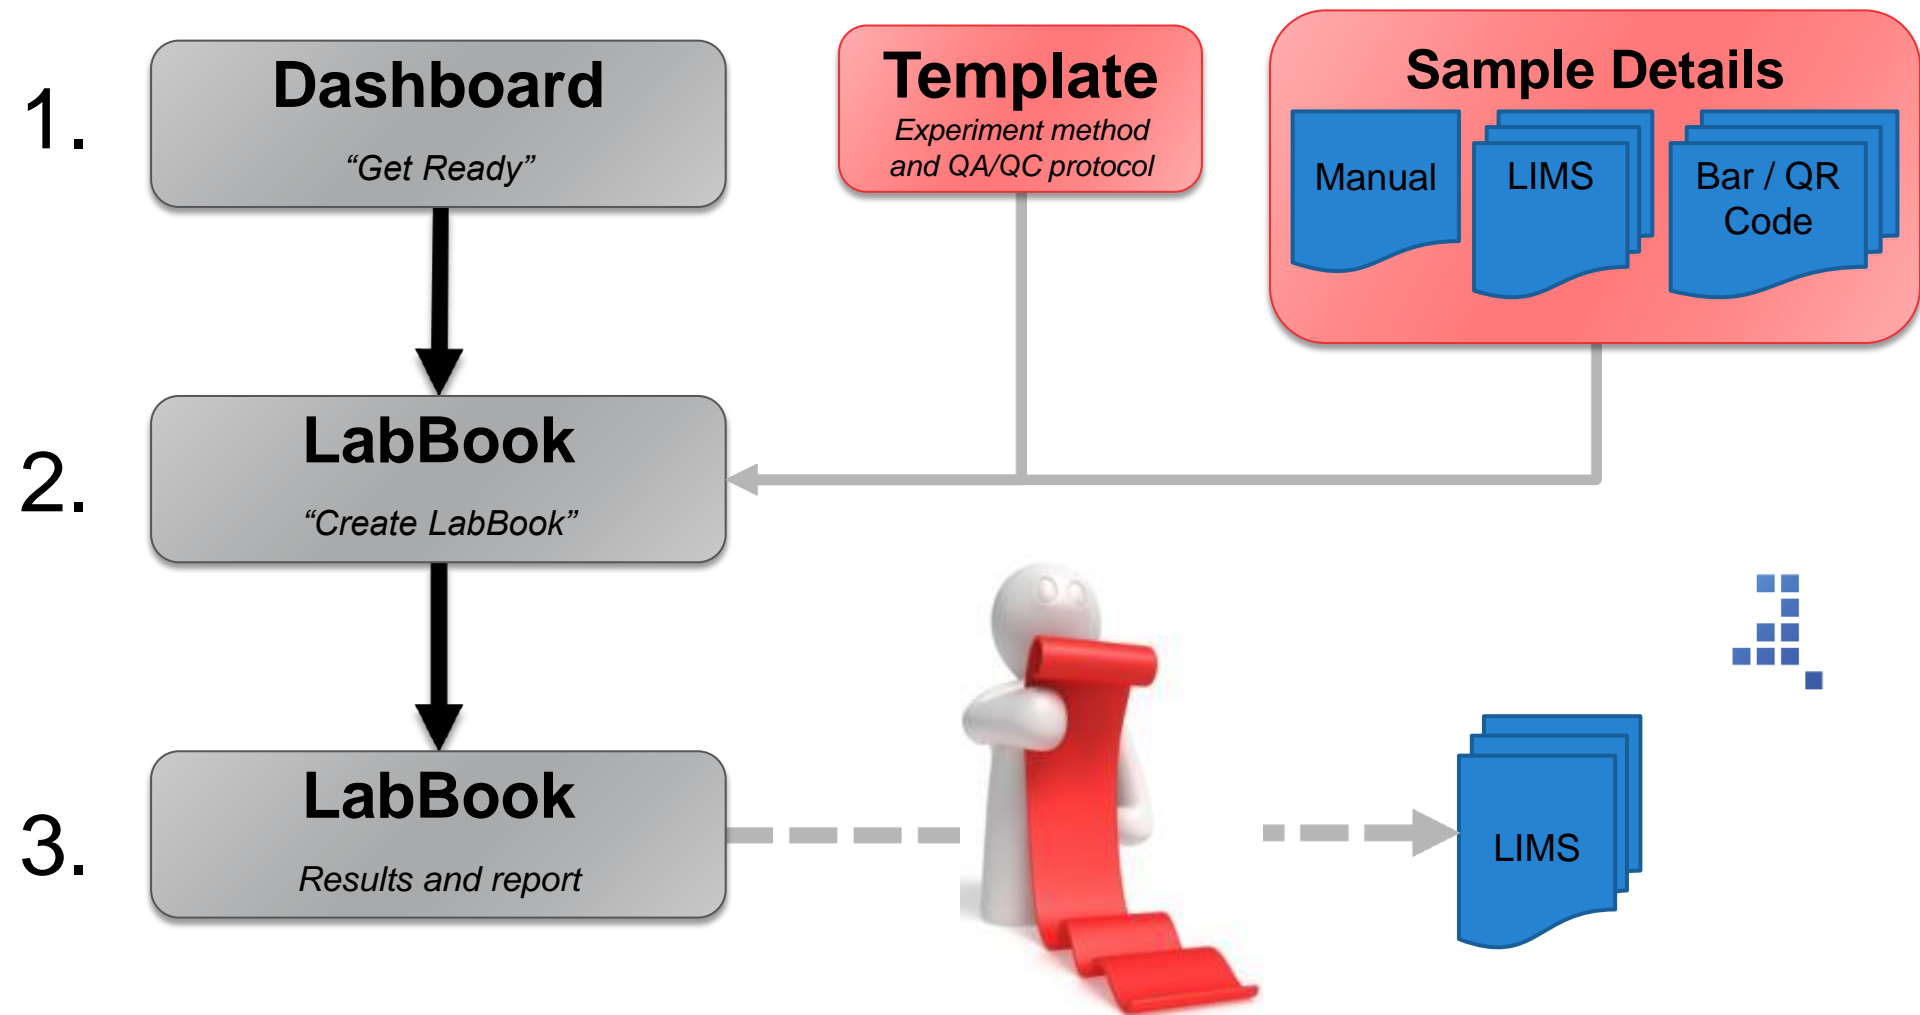 1.
Dashboard
“Get Ready”
Template
Experiment method
and QA/QC protocol
Sample Details
Manual
LIMS
Bar / QR
Code
2.
LabBook
“Create LabBook”
3.
LabBook
Results and report
LIMS